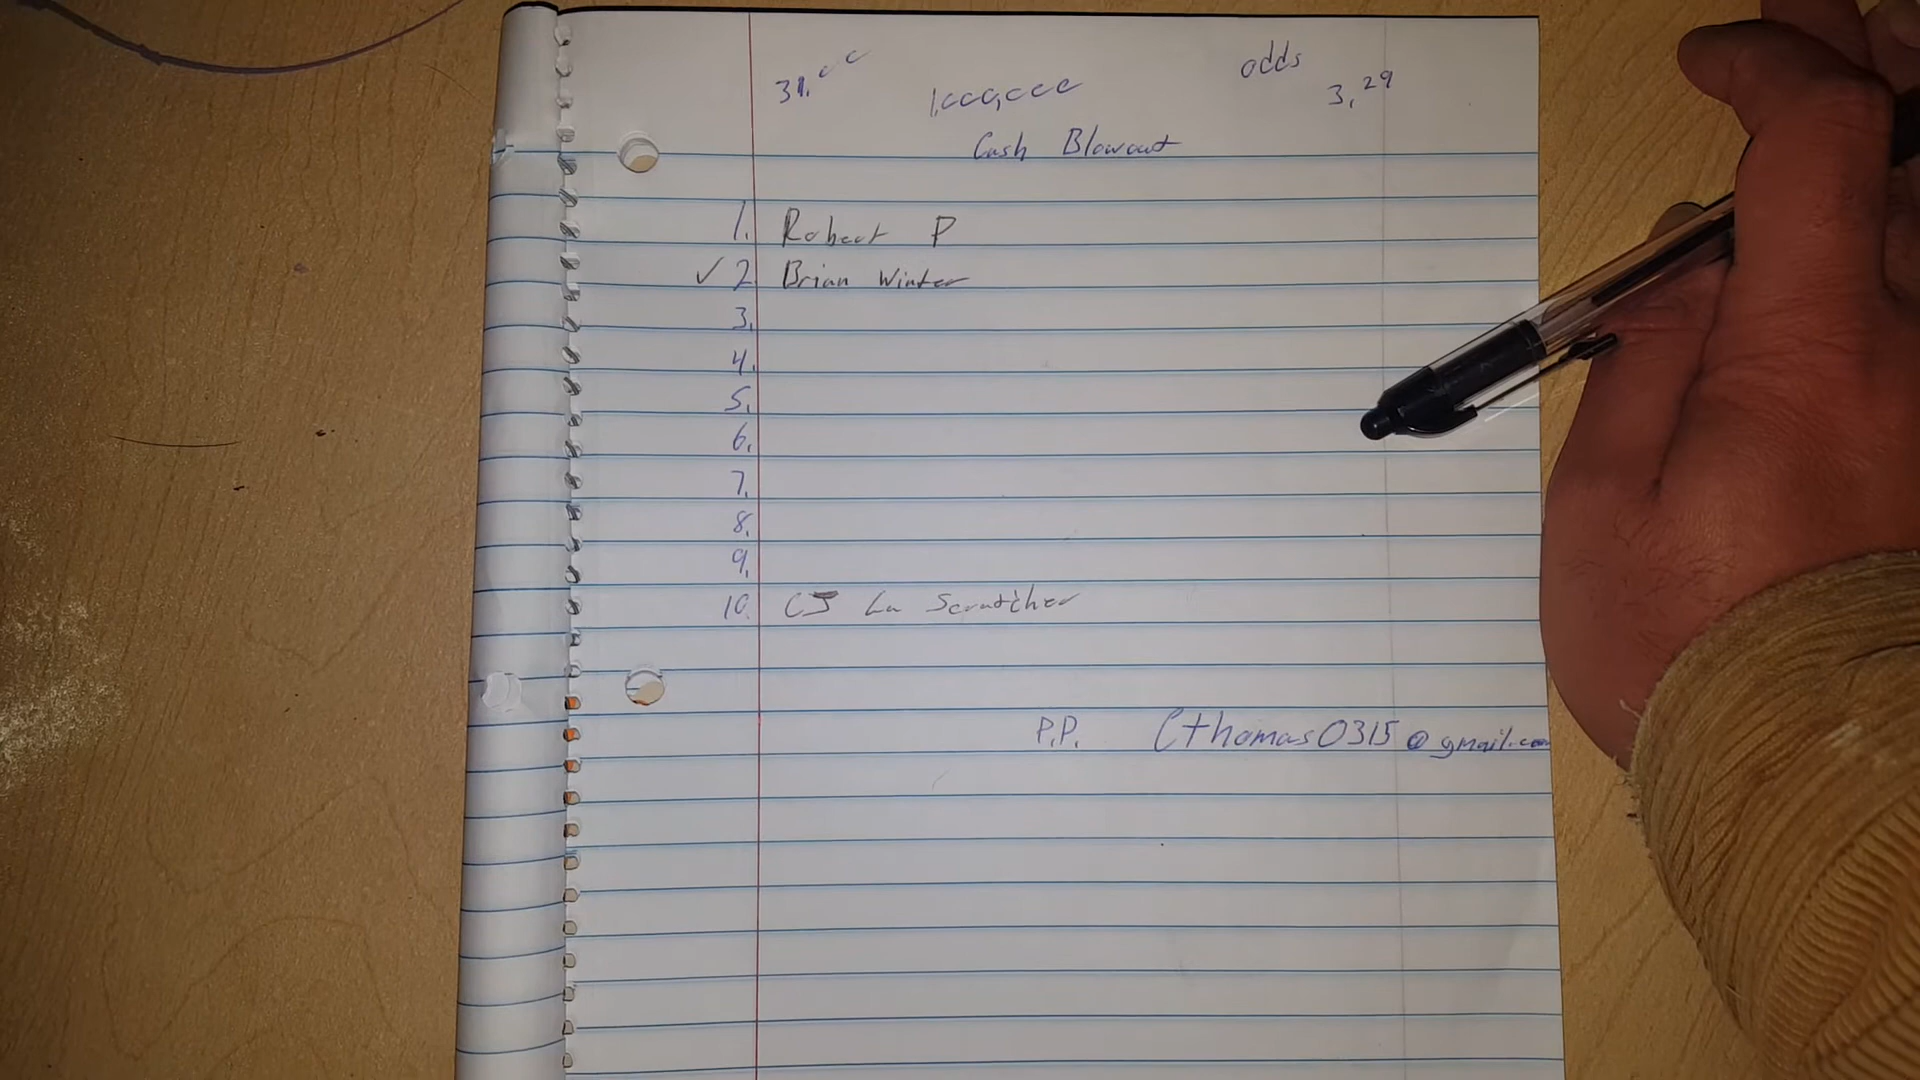 odds
31.00 1,000,000 3,29
Cash Blowout
1. Robert P
✓ 2 Brian Winter
3.
4.
5.
6.
7.
8.
9.
10. CJ La Scratcher
P.P. Cthomas0315@gmail.com